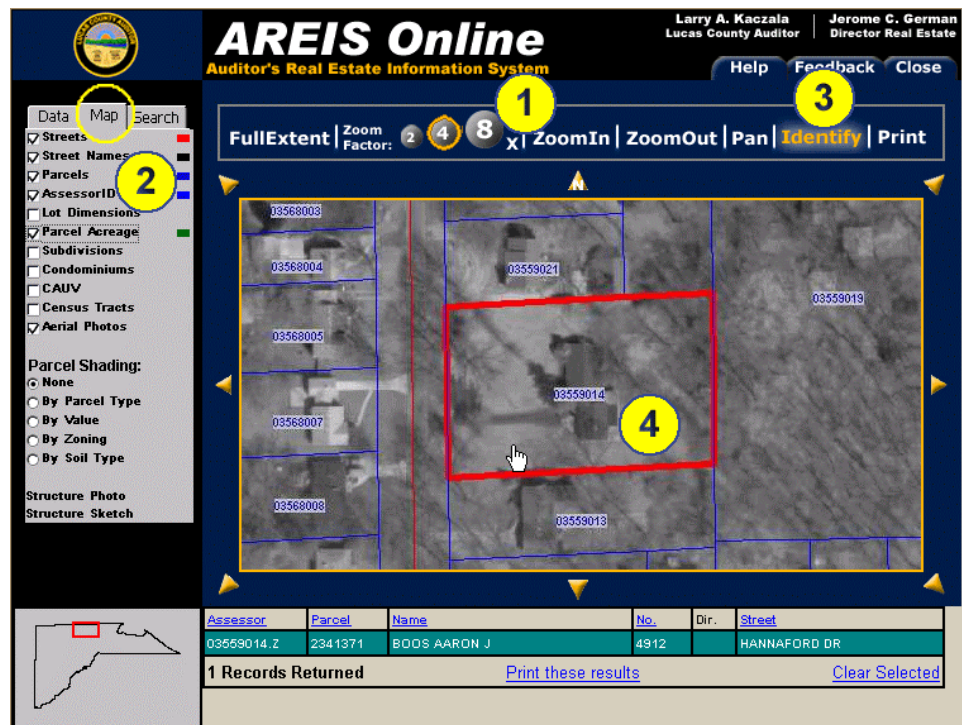 LUCAS COUNTY AUDITOR
AREIS Online
Auditor's Real Estate Information System
Larry A. Kaczala
Lucas County Auditor
Jerome C. German
Director Real Estate
Help Feedback Close
1
3
FullExtent Zoom Factor: 2 4 8 x ZoomIn ZoomOut Pan Identify Print
Data Map Search
Streets
Street Names
2
Parcels
AssessorID
Lot Dimensions
Parcel Acreage
Subdivisions
Condominiums
CAUV
Census Tracts
Aerial Photos
Parcel Shading:
None
By Parcel Type
By Value
By Zoning
By Soil Type
Structure Photo
Structure Sketch
N
03568003
03568004
03559021
03559019
03568005
03559014
03568007
4
03568008
03559013
Assessor Parcel Name No. Dir. Street
03559014.Z 2341371 BOOS AARON J 4912 HANNAFORD DR
1 Records Returned Print these results Clear Selected